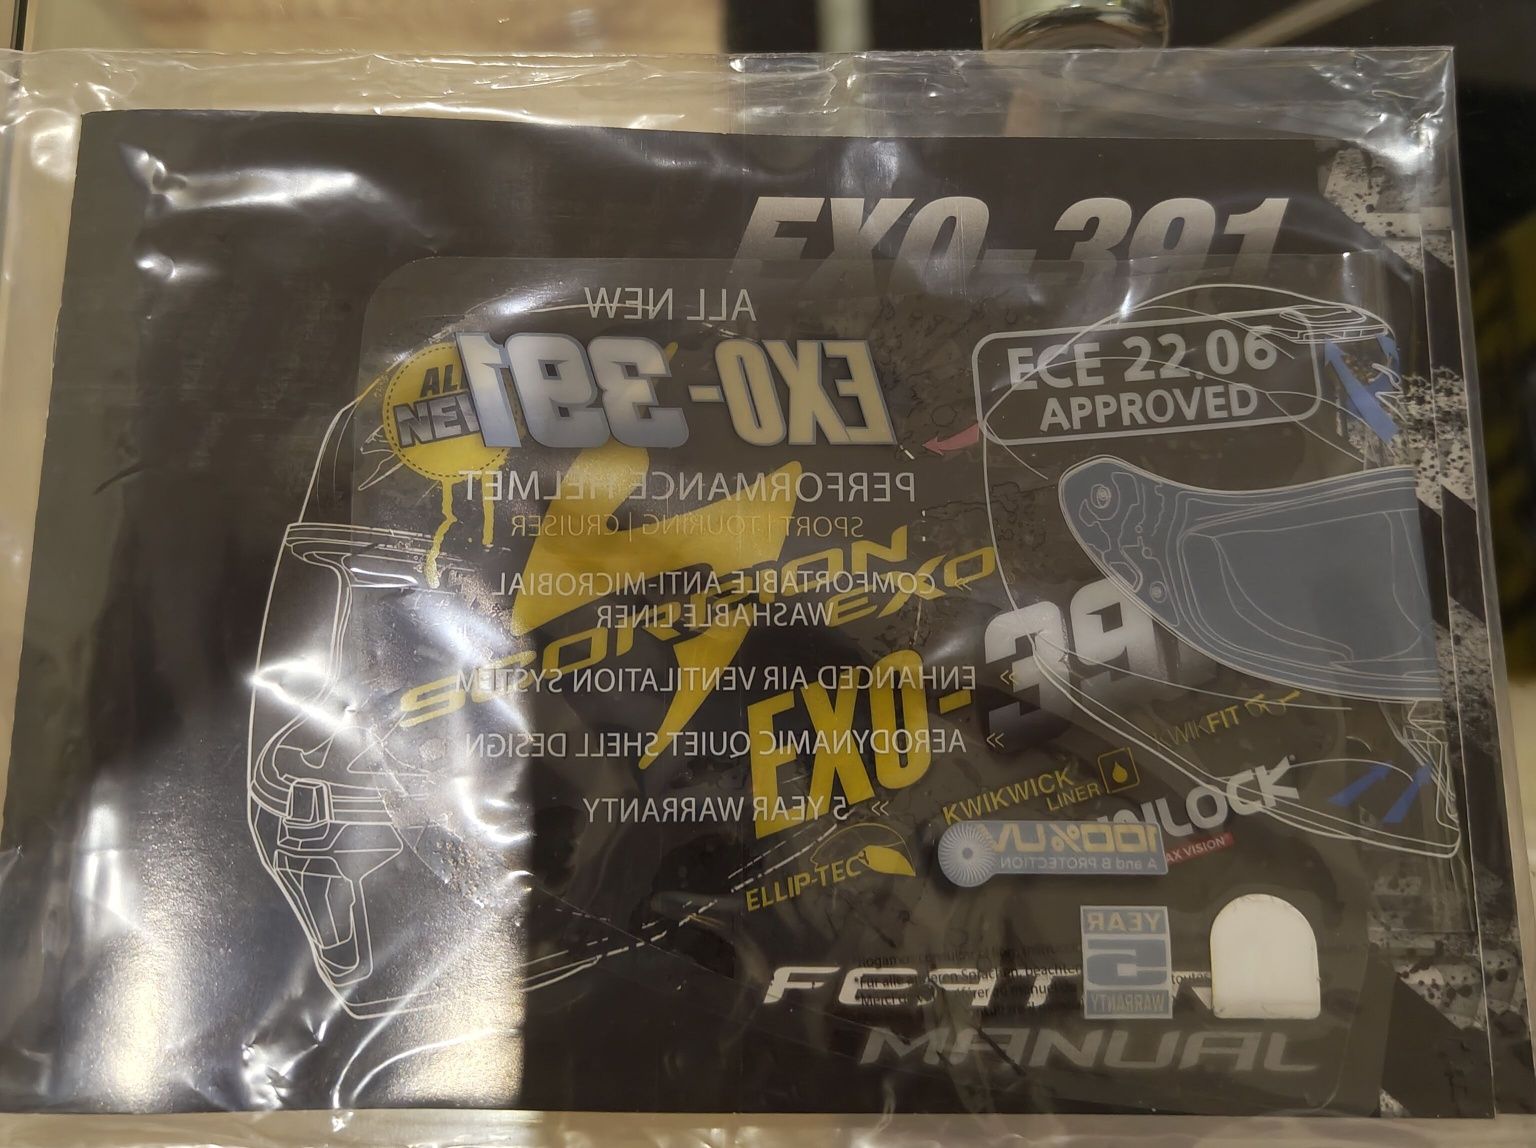 EXO-391
ALL NEW
EXO-391
ECE 22.06
APPROVED
ALL
NEW
PERFORMANCE HELMET
SPORT | TOURING | CRUISER
SCORPION
EXO
COMFORTABLE ANTI-MICROBIAL
WASHABLE LINER
» ENHANCED AIR VENTILATION SYSTEM
EXO-391
» AERODYNAMIC QUIET SHELL DESIGN
KWIKFIT
» 5 YEAR WARRANTY
KWIKWICK
LINER
100% UV
A and B PROTECTION
ELLIP-TEC
5
YEAR
WARRANTY
MANUAL